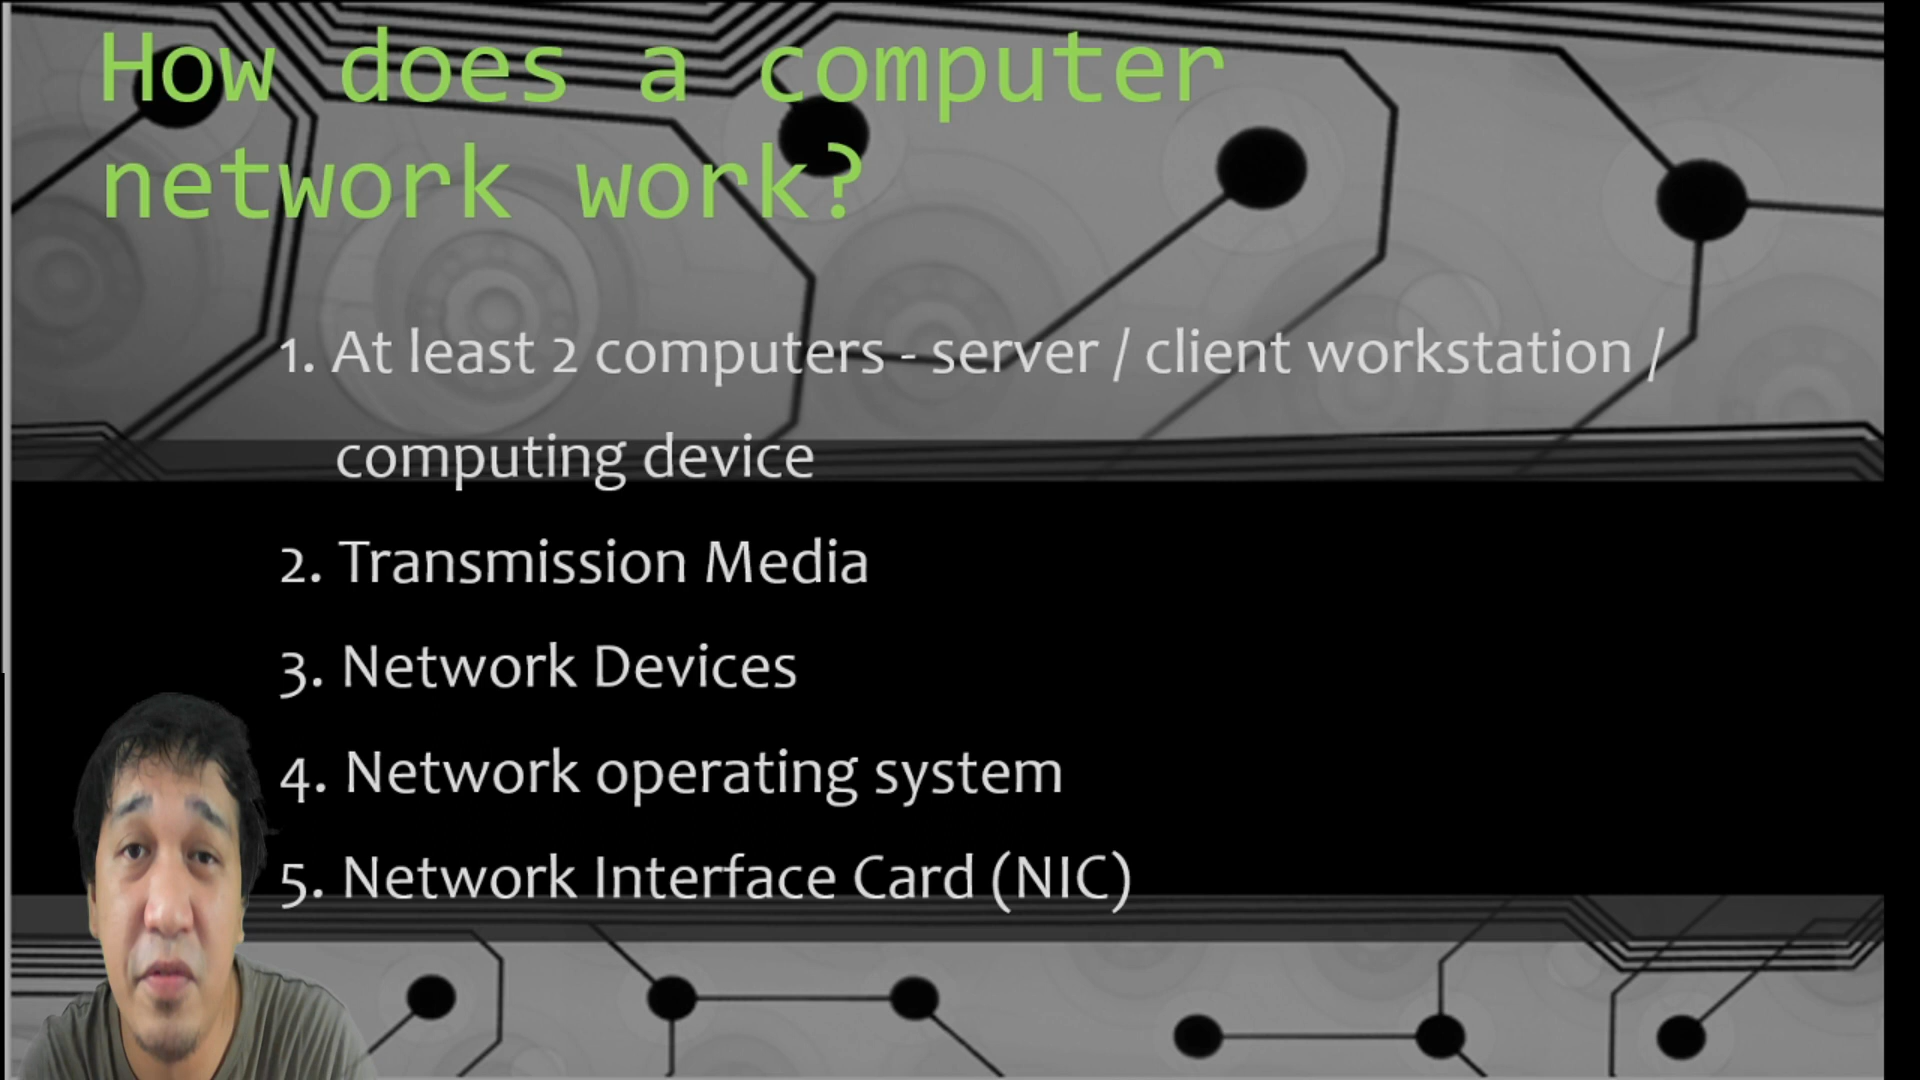 How does a computer
network work?
1. At least 2 computers - server / client workstation /
computing device
2. Transmission Media
3. Network Devices
4. Network operating system
5. Network Interface Card (NIC)